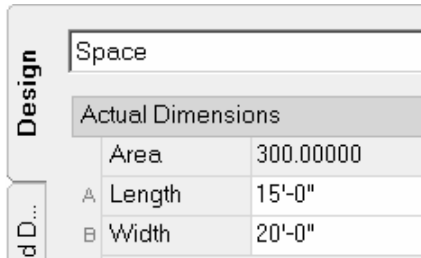 Design
Space
Actual Dimensions
Area 300.00000
A Length 15'-0"
B Width 20'-0"
d D...